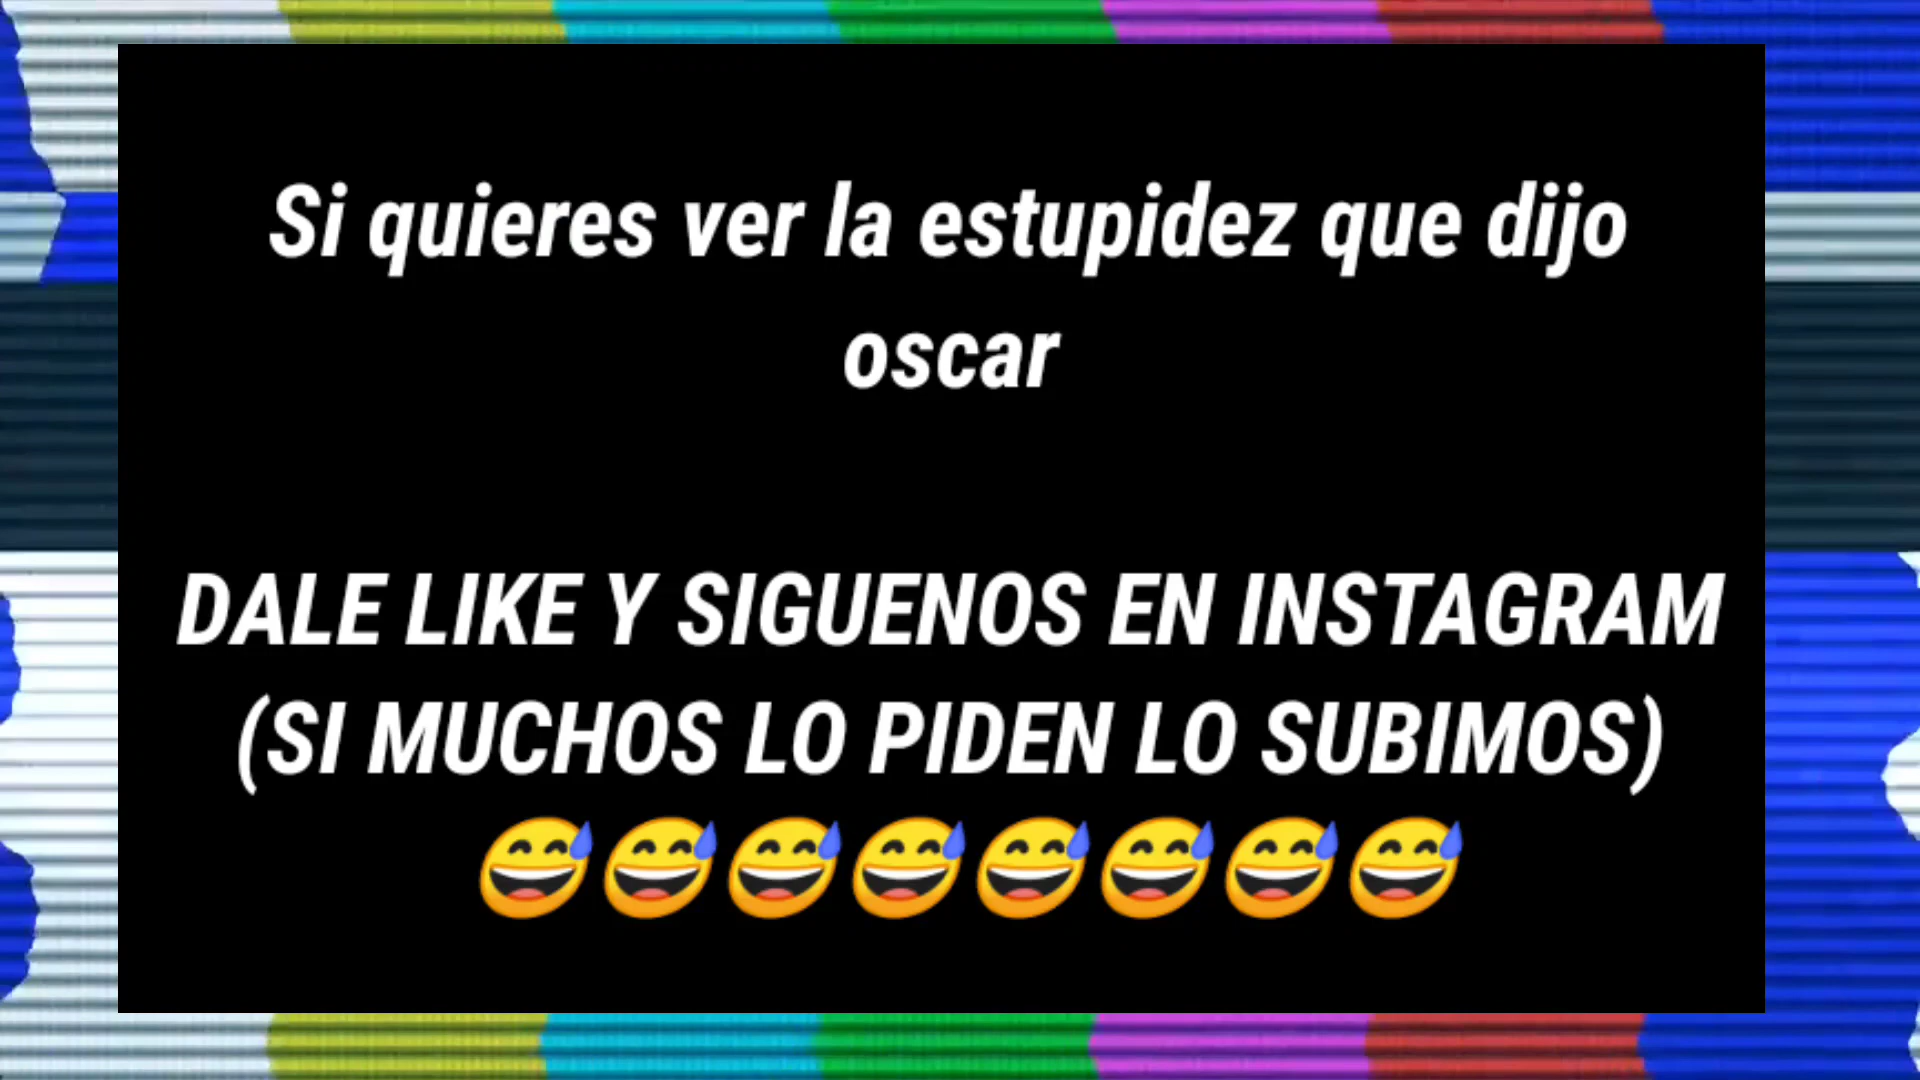 Si quieres ver la estupidez que dijo
oscar
DALE LIKE Y SIGUENOS EN INSTAGRAM
(SI MUCHOS LO PIDEN LO SUBIMOS)
😅😅😅😅😅😅😅😅